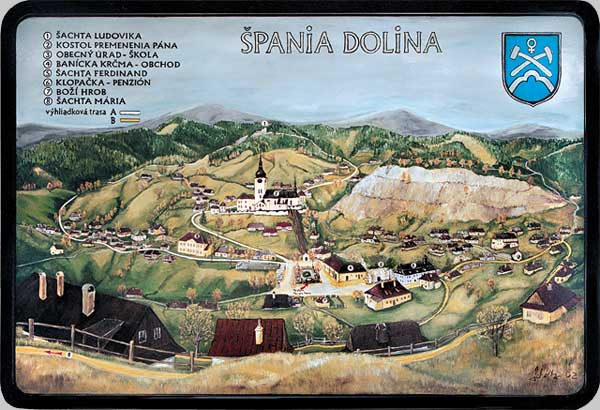 ŠPANIA DOLINA
1 ŠACHTA LUDOVIKA
2 KOSTOL PREMENENIA PÁNA
3 OBECNÝ ÚRAD - ŠKOLA
4 BANÍCKA KRČMA - OBCHOD
5 ŠACHTA FERDINAND
6 KLOPAČKA - PENZIÓN
7 BOŽÍ HROB
8 ŠACHTA MÁRIA
výhliadková trasa A
B